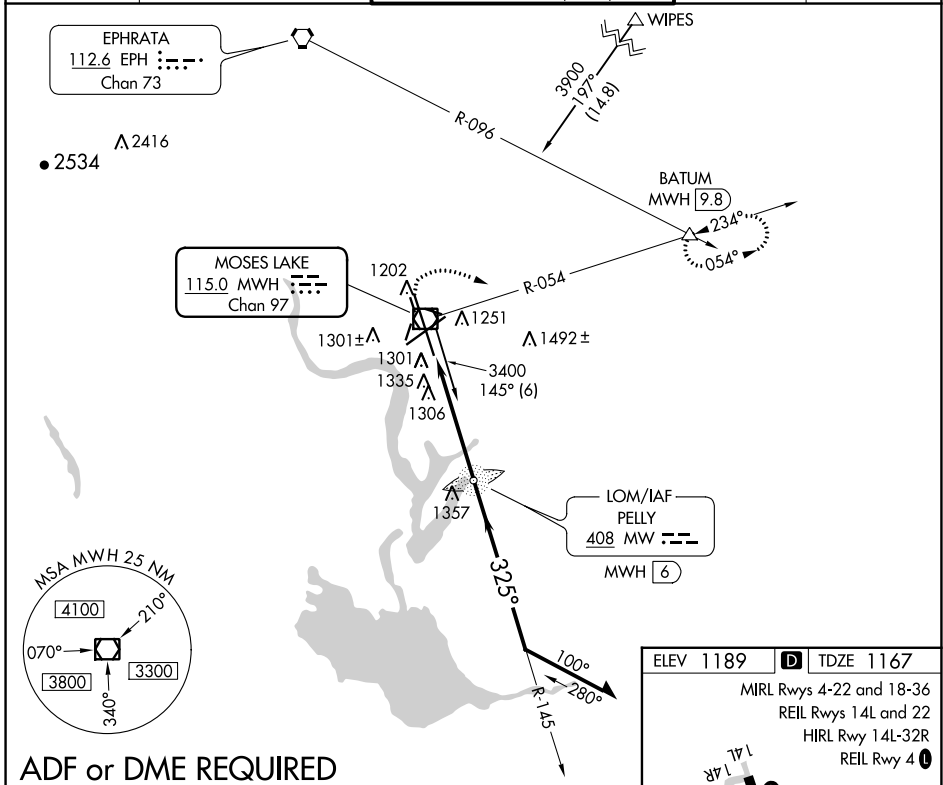 WIPES
EPHRATA
112.6 EPH
Chan 73
3900
197°
(14.8)
R-096
2416
2534
BATUM
MWH 9.8
234°
054°
MOSES LAKE
115.0 MWH
Chan 97
1202
R-054
1251
1301±
1492±
1301
3400
145° (6)
1335
1306
LOM/IAF
PELLY
408 MW
MWH 6
1357
325°
MSA MWH 25 NM
4100
210°
070°
3300
3800
340°
100°
280°
R-145
ELEV 1189 D TDZE 1167
MIRL Rwys 4-22 and 18-36
REIL Rwys 14L and 22
HIRL Rwy 14L-32R
REIL Rwy 4 L
14L
14R
ADF or DME REQUIRED